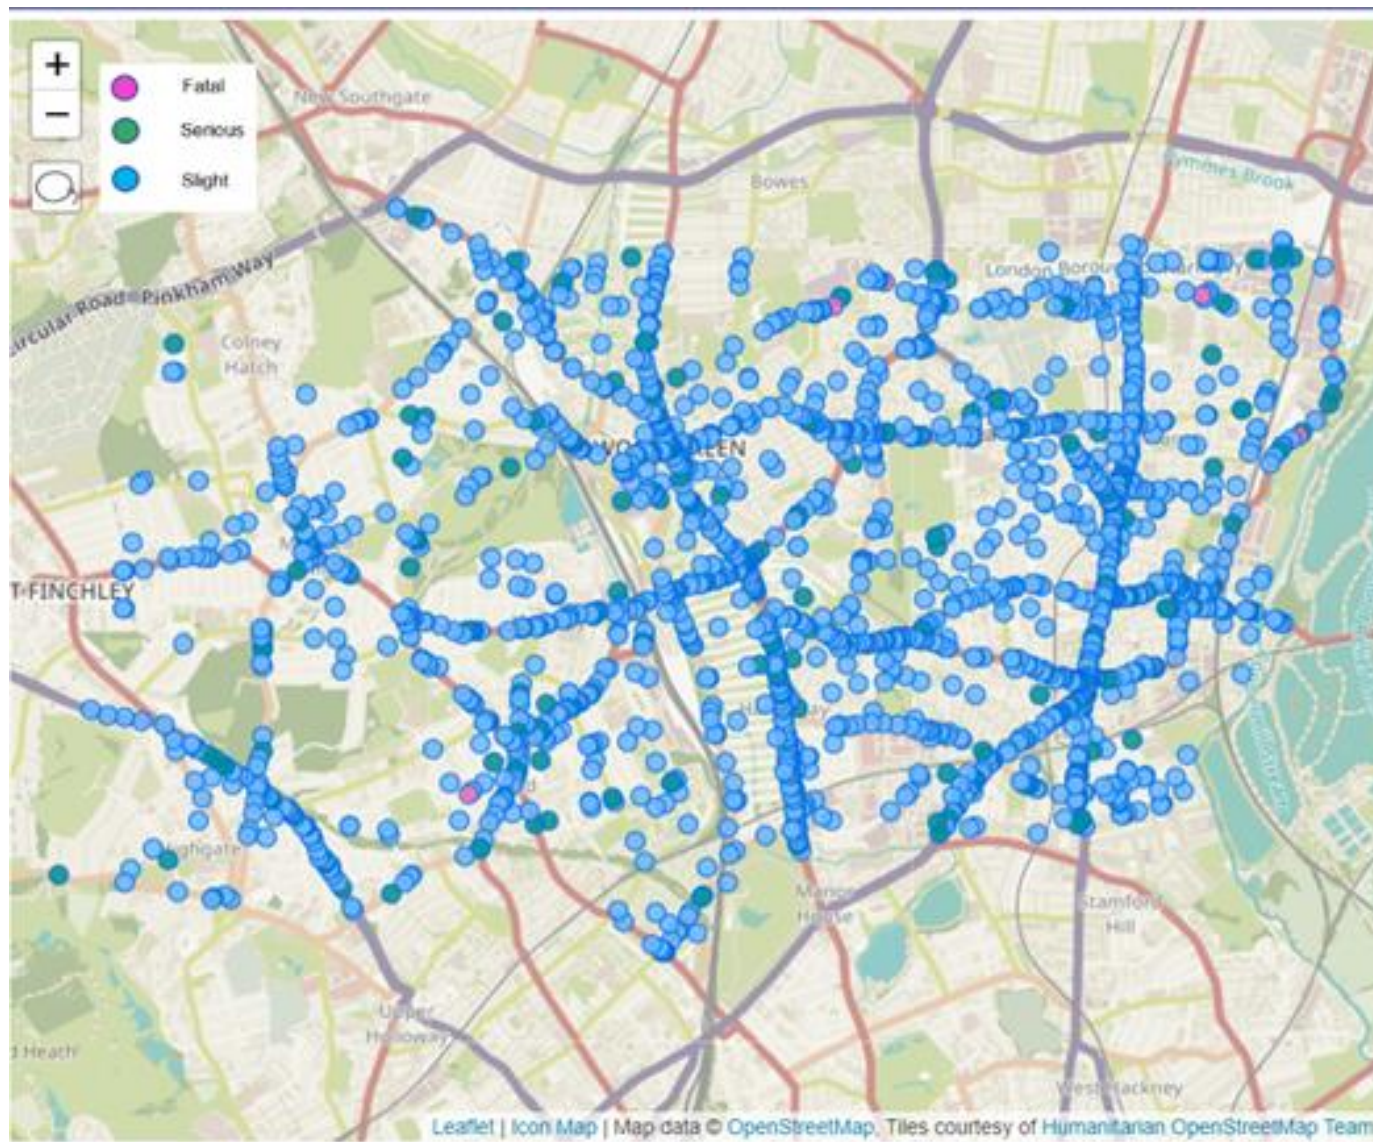 +
Fatal
−
Serious
Slight
New Southgate
Bowes
Pymmes Brook
Circular Road
Pinkham Way
London Borou
Colney
Hatch
T-FINCHLEY
Highgate
Manor
House
Stamford
Hill
Upper
Holloway
d Heath
West Hackney
Leaflet | Icon Map | Map data © OpenStreetMap, Tiles courtesy of Humanitarian OpenStreetMap Team